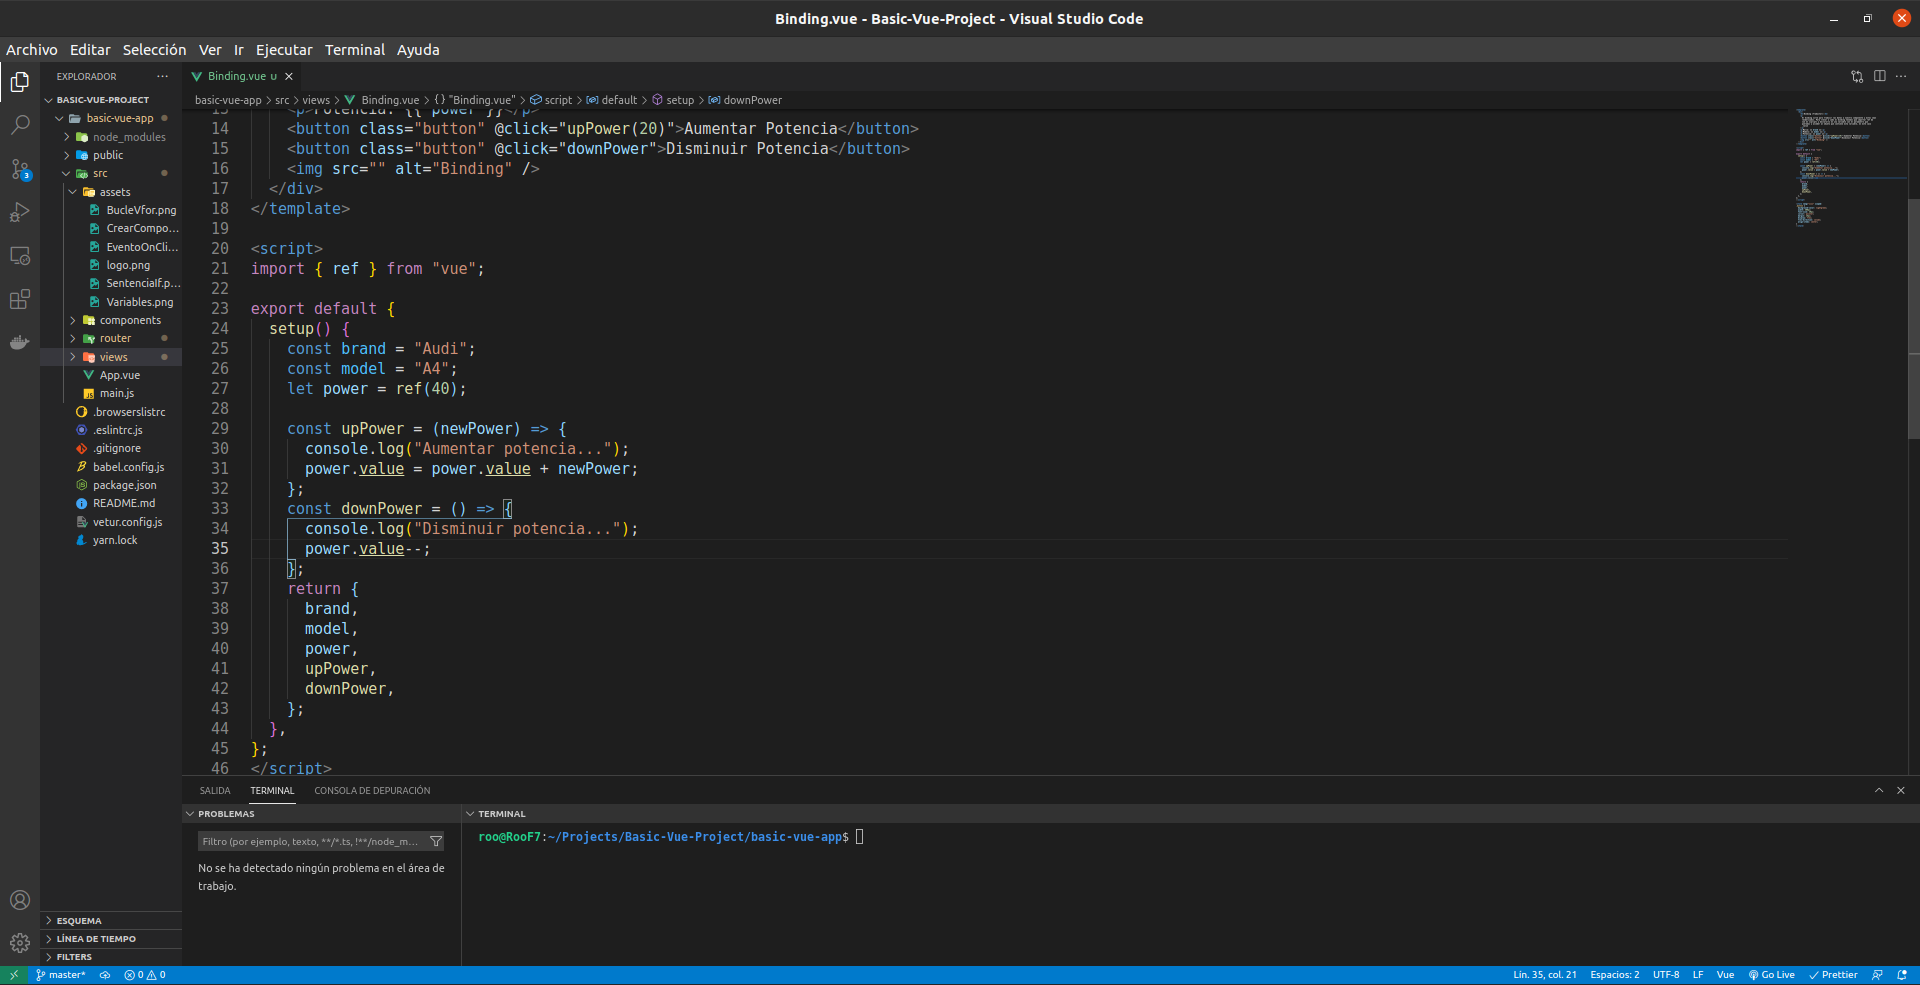 Binding.vue - Basic-Vue-Project - Visual Studio Code
Archivo Editar Selección Ver Ir Ejecutar Terminal Ayuda
EXPLORADOR ···
BASIC-VUE-PROJECT
basic-vue-app
node_modules
public
src
assets
BucleVfor.png
CrearCompo...
EventoOnCli...
logo.png
SentenciaIf.p...
Variables.png
components
router
views
App.vue
main.js
.browserslistrc
.eslintrc.js
.gitignore
babel.config.js
package.json
README.md
vetur.config.js
yarn.lock
ESQUEMA
LÍNEA DE TIEMPO
FILTERS
3
Binding.vue U
basic-vue-app > src > views > Binding.vue > {} "Binding.vue" > script > default > setup > downPower
13 <p>Potencia: {{ power }}</p>
14 <button class="button" @click="upPower(20)">Aumentar Potencia</button>
15 <button class="button" @click="downPower">Disminuir Potencia</button>
16 <img src="" alt="Binding" />
17 </div>
18 </template>
19
20 <script>
21 import { ref } from "vue";
22
23 export default {
24 setup() {
25 const brand = "Audi";
26 const model = "A4";
27 let power = ref(40);
28
29 const upPower = (newPower) => {
30 console.log("Aumentar potencia...");
31 power.value = power.value + newPower;
32 };
33 const downPower = () => {
34 console.log("Disminuir potencia...");
35 power.value--;
36 };
37 return {
38 brand,
39 model,
40 power,
41 upPower,
42 downPower,
43 };
44 },
45 };
46 </script>
SALIDA TERMINAL CONSOLA DE DEPURACIÓN
PROBLEMAS
Filtro (por ejemplo, texto, **/*.ts, !**/node_m...
No se ha detectado ningún problema en el área de
trabajo.
TERMINAL
roo@RooF7:~/Projects/Basic-Vue-Project/basic-vue-app$
master* 0 0 Lín. 35, col. 21 Espacios: 2 UTF-8 LF Vue Go Live Prettier